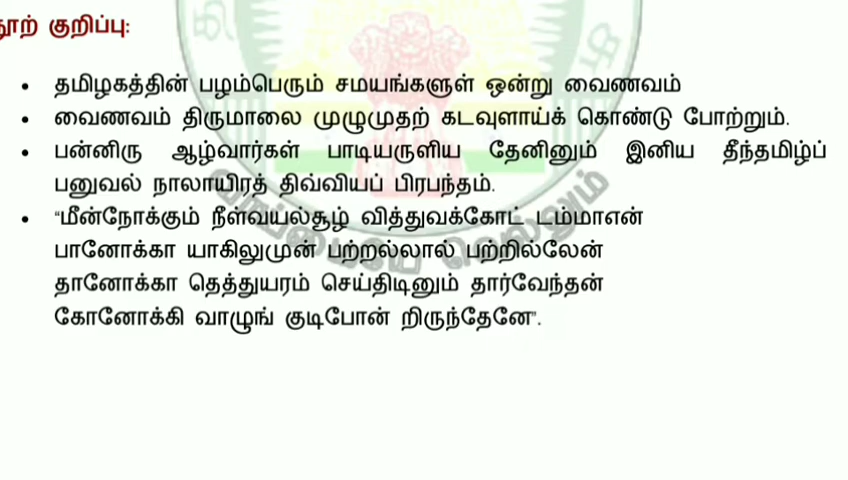 நூற் குறிப்பு:
• தமிழகத்தின் பழம்பெரும் சமயங்களுள் ஒன்று வைணவம்
• வைணவம் திருமாலை முழுமுதற் கடவுளாய்க் கொண்டு போற்றும்.
• பன்னிரு ஆழ்வார்கள் பாடியருளிய தேனினும் இனிய தீந்தமிழ்ப்
பனுவல் நாலாயிரத் திவ்வியப் பிரபந்தம்.
• “மீன்நோக்கும் நீள்வயல்சூழ் வித்துவக்கோட் டம்மாஎன்
பானோக்கா யாகிலுமுன் பற்றல்லால் பற்றில்லேன்
தானோக்கா தெத்துயரம் செய்திடினும் தார்வேந்தன்
கோனோக்கி வாழுங் குடிபோன் றிருந்தேனே”.
வாய்மையே வெல்லும்